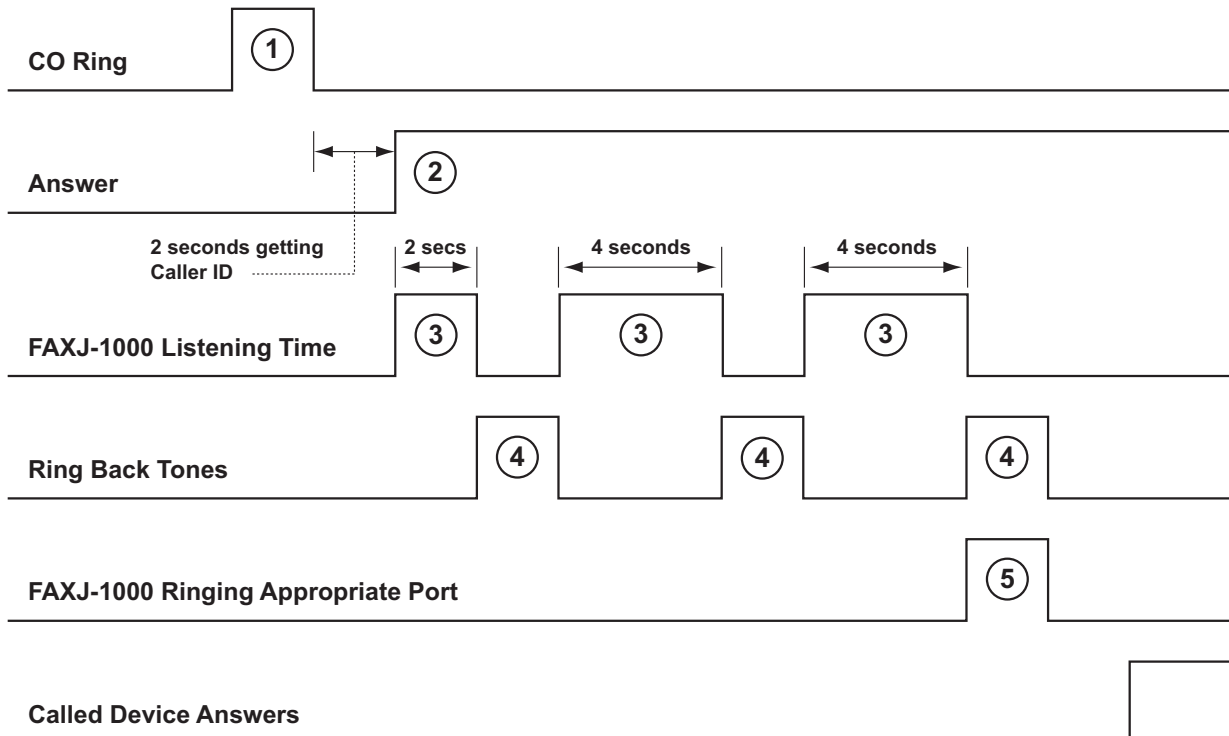 CO Ring
1
Answer
2
2 seconds getting
Caller ID
2 secs
4 seconds
4 seconds
FAXJ-1000 Listening Time
3
3
3
Ring Back Tones
4
4
4
FAXJ-1000 Ringing Appropriate Port
5
Called Device Answers